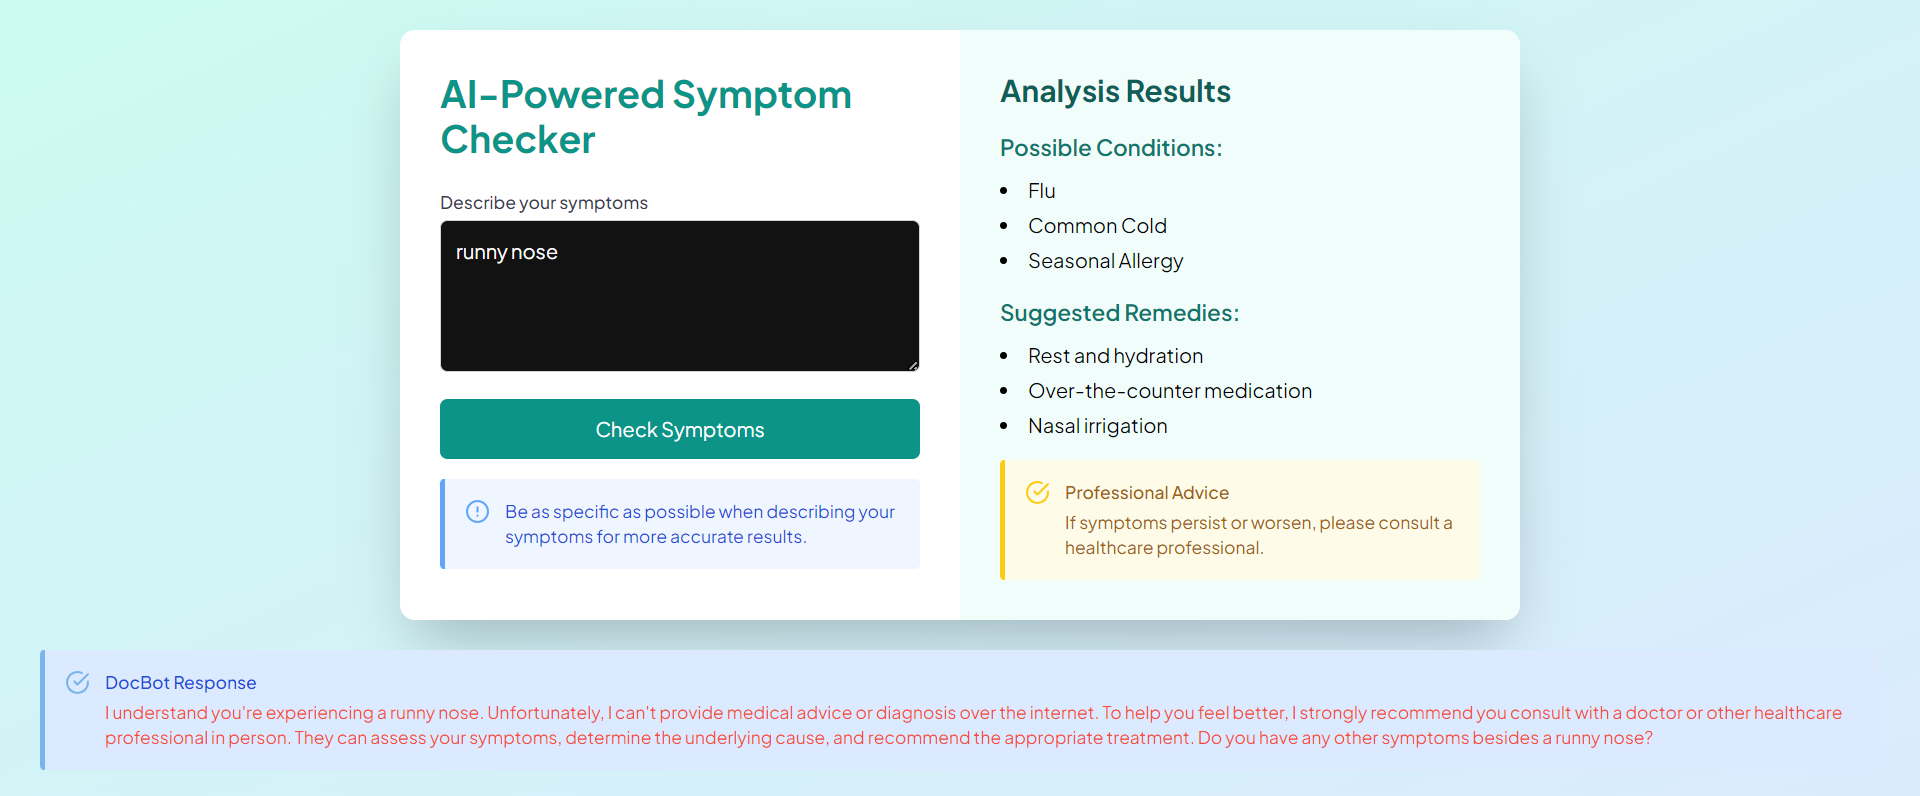 AI-Powered Symptom
Checker
Describe your symptoms
runny nose
Check Symptoms
Be as specific as possible when describing your
symptoms for more accurate results.
Analysis Results
Possible Conditions:
Flu
Common Cold
Seasonal Allergy
Suggested Remedies:
Rest and hydration
Over-the-counter medication
Nasal irrigation
Professional Advice
If symptoms persist or worsen, please consult a
healthcare professional.
DocBot Response
I understand you're experiencing a runny nose. Unfortunately, I can't provide medical advice or diagnosis over the internet. To help you feel better, I strongly recommend you consult with a doctor or other healthcare
professional in person. They can assess your symptoms, determine the underlying cause, and recommend the appropriate treatment. Do you have any other symptoms besides a runny nose?